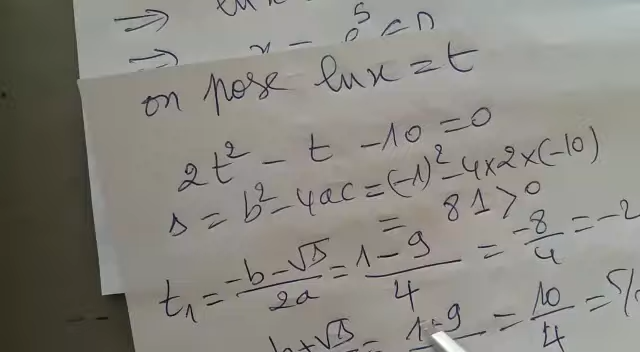 ⇒ ln x
⇒ x =
on pose ln x = t
2t² - t - 10 = 0
Δ = b² - 4ac = (-1)² - 4×2×(-10)
= 81 > 0
t₁ = (-b - √Δ)/2a = (1 - 9)/4 = -8/4 = -2
b + √Δ = 1 - 9 = 10/4 = 5/